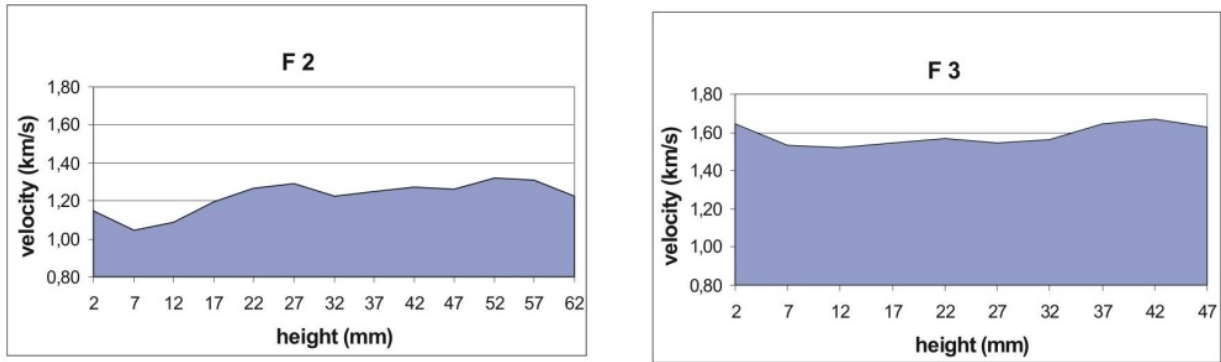 F 2
velocity (km/s)
1,80
1,60
1,40
1,20
1,00
0,80
2 7 12 17 22 27 32 37 42 47 52 57 62
height (mm)
F 3
velocity (km/s)
1,80
1,60
1,40
1,20
1,00
0,80
2 7 12 17 22 27 32 37 42 47
height (mm)